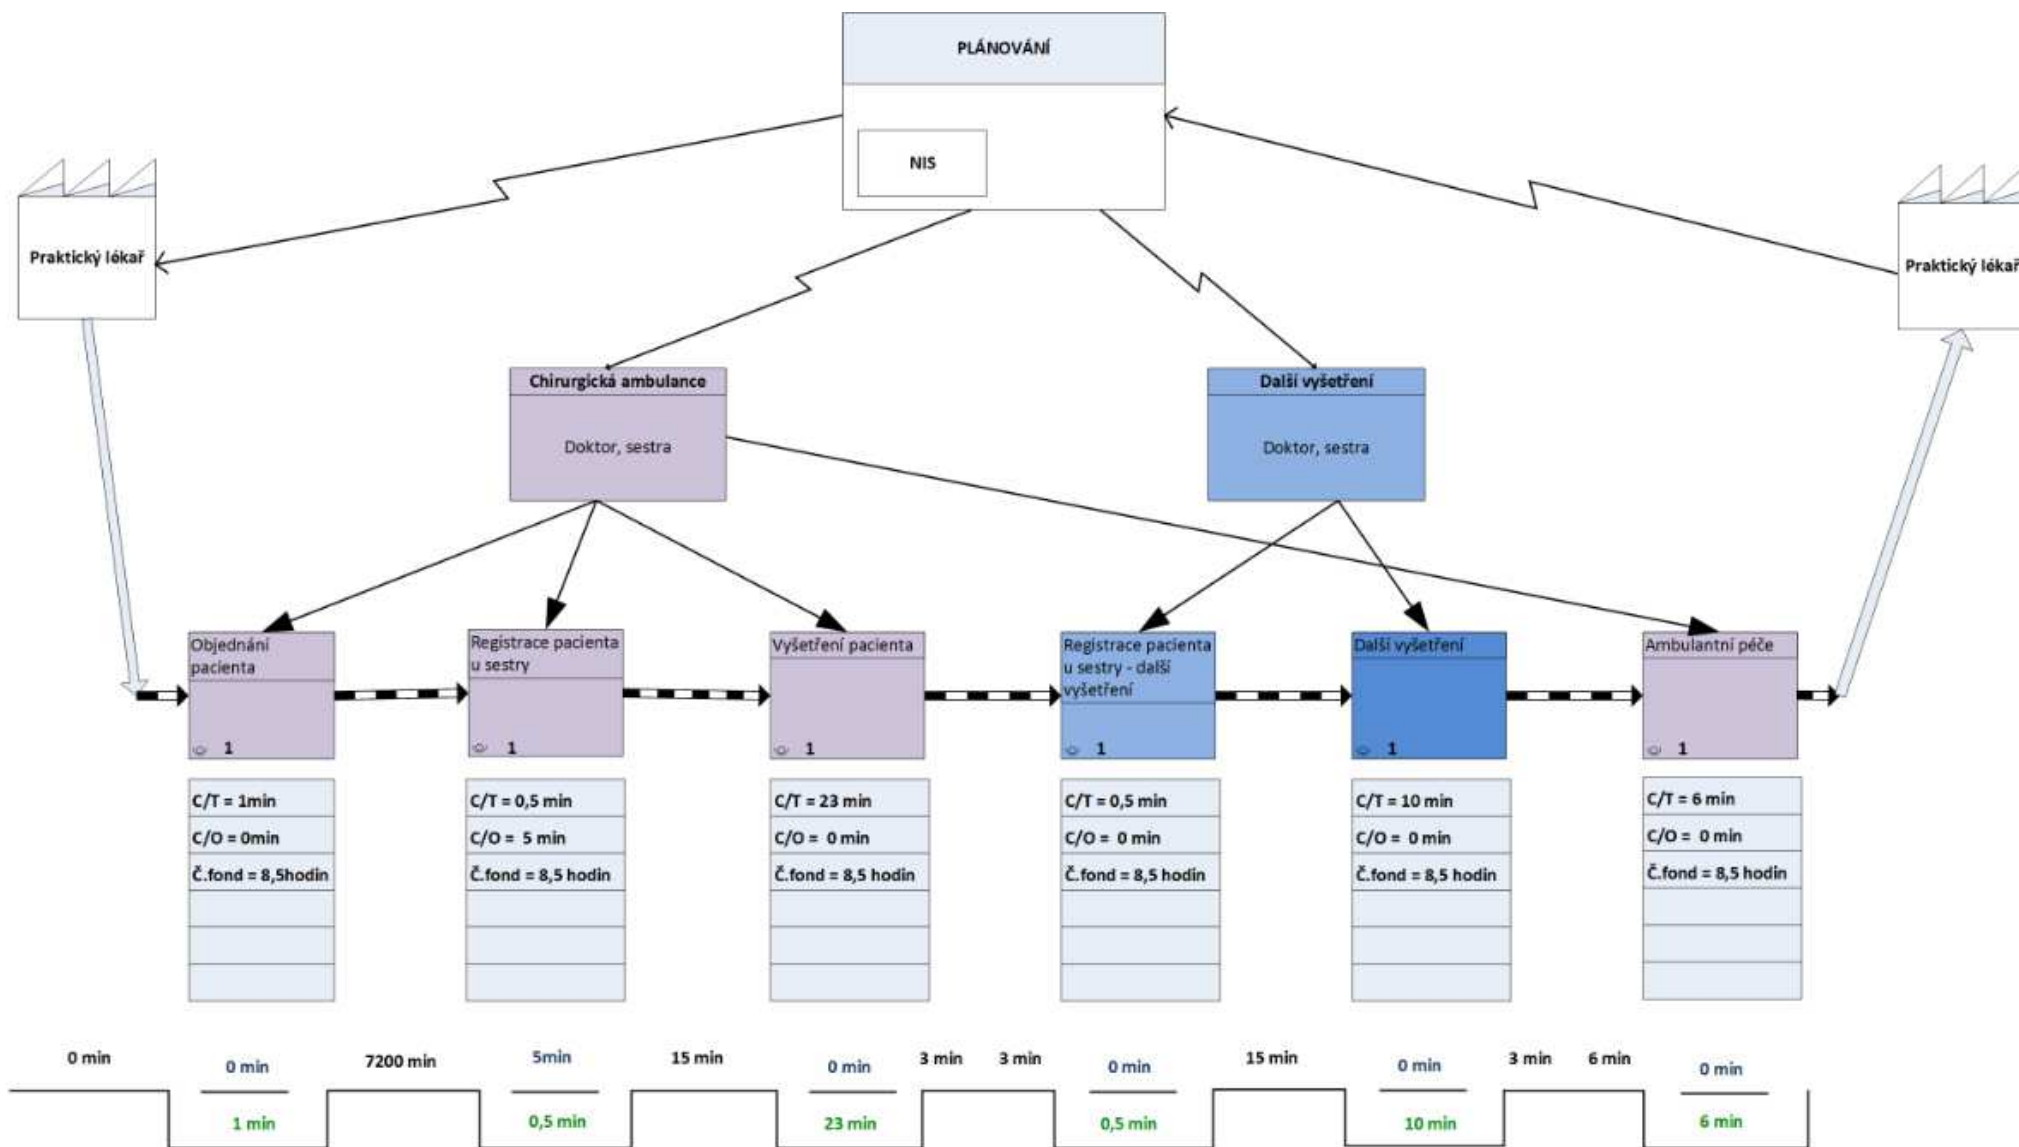 PLÁNOVÁNÍ
NIS
Praktický lékař
Praktický lékař
Chirurgická ambulance
Doktor, sestra
Další vyšetření
Doktor, sestra
Objednání
pacienta
1
Registrace pacienta
u sestry
1
Vyšetření pacienta
1
Registrace pacienta
u sestry - další
vyšetření
1
Další vyšetření
1
Ambulantní péče
1
C/T = 1min
C/O = 0min
Č.fond = 8,5hodin
C/T = 0,5 min
C/O = 5 min
Č.fond = 8,5 hodin
C/T = 23 min
C/O = 0 min
Č.fond = 8,5 hodin
C/T = 0,5 min
C/O = 0 min
Č.fond = 8,5 hodin
C/T = 10 min
C/O = 0 min
Č.fond = 8,5 hodin
C/T = 6 min
C/O = 0 min
Č.fond = 8,5 hodin
0 min
0 min
1 min
7200 min
5min
0,5 min
15 min
0 min
23 min
3 min
3 min
0 min
0,5 min
15 min
0 min
10 min
3 min
6 min
0 min
6 min